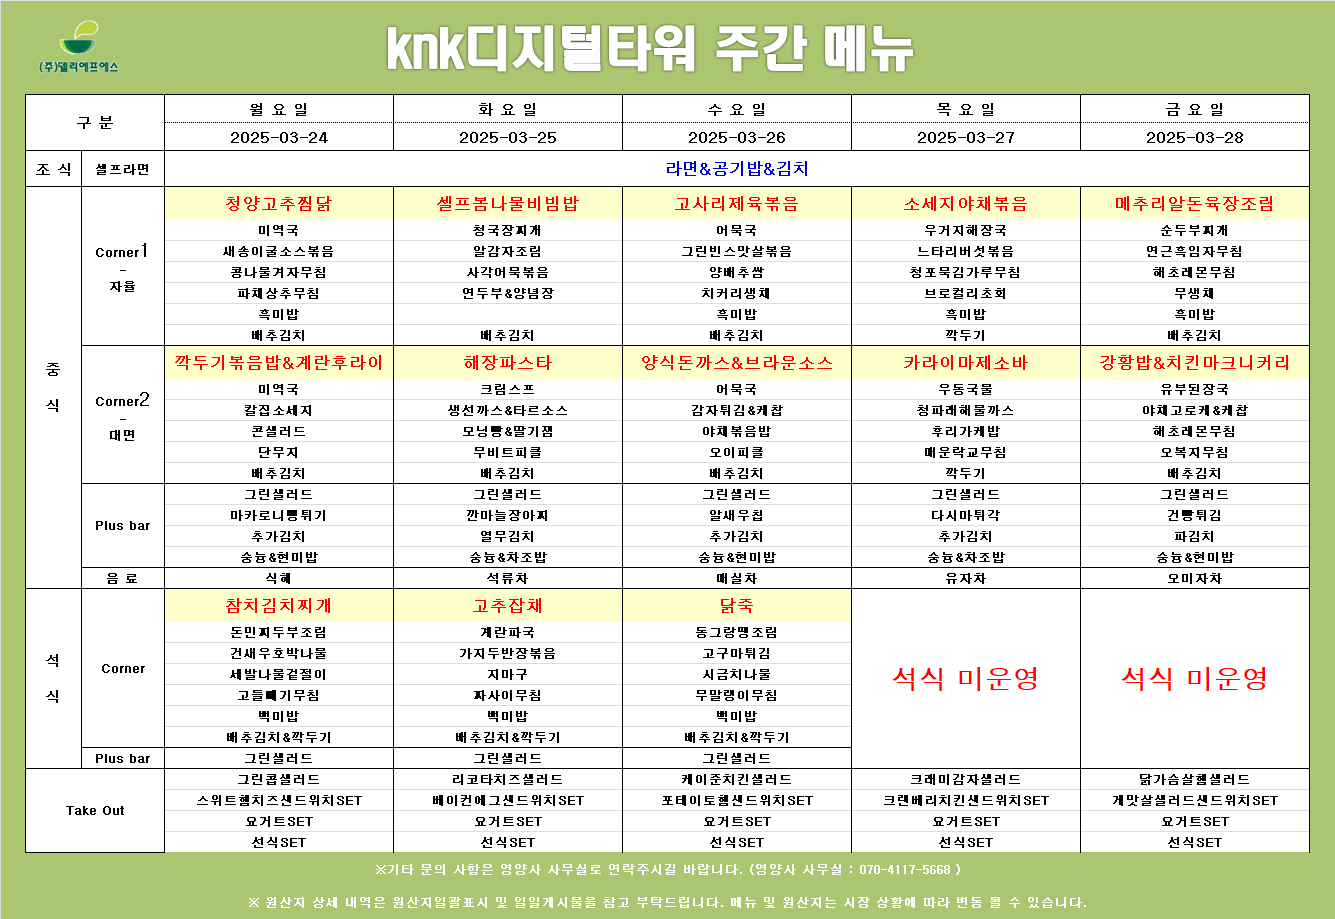 (주)델리에프에스
knk디지털타워 주간 메뉴
구 분 월 요 일 화 요 일 수 요 일 목 요 일 금 요 일
2025-03-24 2025-03-25 2025-03-26 2025-03-27 2025-03-28
조 식 셀프라면 라면&공기밥&김치
중 식
Corner1 - 자율
청양고추찜닭 셀프봄나물비빔밥 고사리제육볶음 소세지야채볶음 메추리알돈육장조림
미역국 청국장찌개 어묵국 우거지해장국 순두부찌개
새송이굴소스볶음 알감자조림 그린빈스맛살볶음 느타리버섯볶음 연근흑임자무침
콩나물겨자무침 사각어묵볶음 양배추쌈 청포묵김가루무침 해초레몬무침
파채상추무침 연두부&양념장 치커리생채 브로컬리초회 무생채
흑미밥 흑미밥 흑미밥 흑미밥
배추김치 배추김치 배추김치 깍두기 배추김치
Corner2 - 대면
깍두기볶음밥&계란후라이 해장파스타 양식돈까스&브라운소스 카라이마제소바 강황밥&치킨마크니커리
미역국 크림스프 어묵국 우동국물 유부된장국
칼집소세지 생선까스&타르소스 감자튀김&케찹 청파래해물까스 야채고로케&케찹
콘샐러드 모닝빵&딸기잼 야채볶음밥 후리가케밥 해초레몬무침
단무지 무비트피클 오이피클 매운락교무침 오복지무침
배추김치 배추김치 배추김치 깍두기 배추김치
Plus bar
그린샐러드 그린샐러드 그린샐러드 그린샐러드 그린샐러드
마카로니뻥튀기 깐마늘장아찌 알새우칩 다시마튀각 건빵튀김
추가김치 열무김치 추가김치 추가김치 파김치
숭늉&현미밥 숭늉&차조밥 숭늉&현미밥 숭늉&차조밥 숭늉&현미밥
음 료 식혜 석류차 매실차 유자차 오미자차
석 식
Corner
참치김치찌개 고추잡채 닭죽
돈민찌두부조림 계란파국 동그랑땡조림
건새우호박나물 가지두반장볶음 고구마튀김
세발나물겉절이 지마구 시금치나물
고들빼기무침 짜사이무침 무말랭이무침
백미밥 백미밥 백미밥
배추김치&깍두기 배추김치&깍두기 배추김치&깍두기
석식 미운영 석식 미운영
Plus bar 그린샐러드 그린샐러드 그린샐러드
Take Out
그린콥샐러드 리코타치즈샐러드 케이준치킨샐러드 크래미감자샐러드 닭가슴살햄샐러드
스위트햄치즈샌드위치SET 베이컨에그샌드위치SET 포테이토햄샌드위치SET 크랜베리치킨샌드위치SET 게맛살샐러드샌드위치SET
요거트SET 요거트SET 요거트SET 요거트SET 요거트SET
선식SET 선식SET 선식SET 선식SET 선식SET
※기타 문의 사항은 영양사 사무실로 연락주시길 바랍니다. (영양사 사무실 : 070-4117-5668 )
※ 원산지 상세 내역은 원산지일괄표시 및 일일게시물을 참고 부탁드립니다. 메뉴 및 원산지는 시장 상황에 따라 변동 될 수 있습니다.